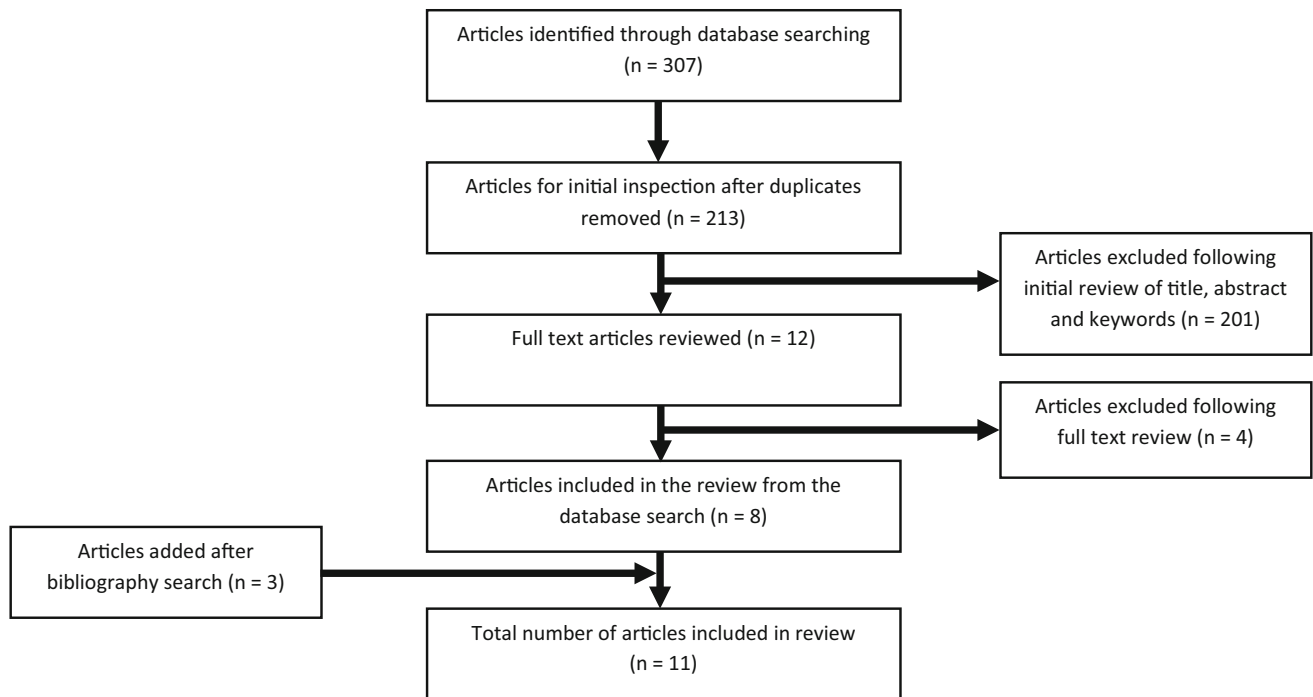 Articles identified through database searching
(n = 307)
Articles for initial inspection after duplicates
removed (n = 213)
Articles excluded following
initial review of title, abstract
and keywords (n = 201)
Full text articles reviewed (n = 12)
Articles excluded following
full text review (n = 4)
Articles included in the review from the
database search (n = 8)
Articles added after
bibliography search (n = 3)
Total number of articles included in review
(n = 11)